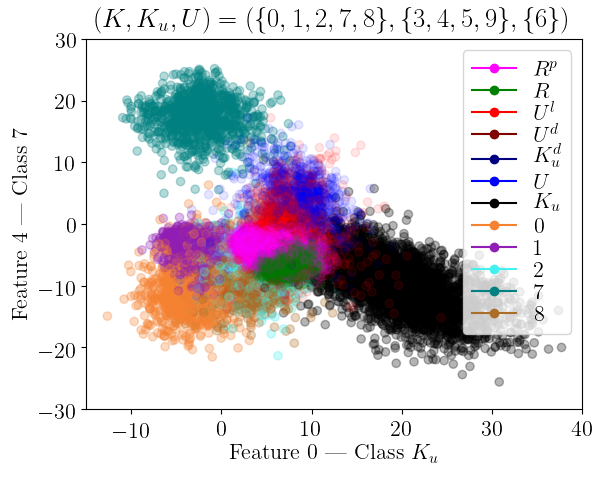 (K, K_u, U) = ({0, 1, 2, 7, 8}, {3, 4, 5, 9}, {6})
30
20
10
0
−10
−20
−30
Feature 4 — Class 7
−10
0
10
20
30
40
Feature 0 — Class K_u
R^p
R
U^l
U^d
K_u^d
U
K_u
0
1
2
7
8